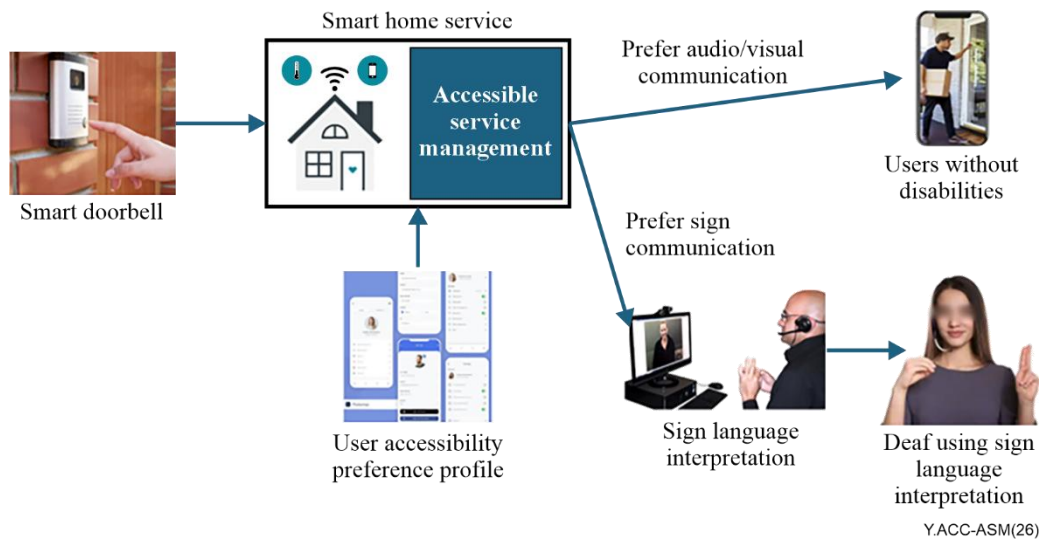 Smart home service
Smart doorbell
Accessible
service
management
Prefer audio/visual
communication
Users without
disabilities
Prefer sign
communication
User accessibility
preference profile
Sign language
interpretation
Deaf using sign
language
interpretation
Y.ACC-ASM(26)